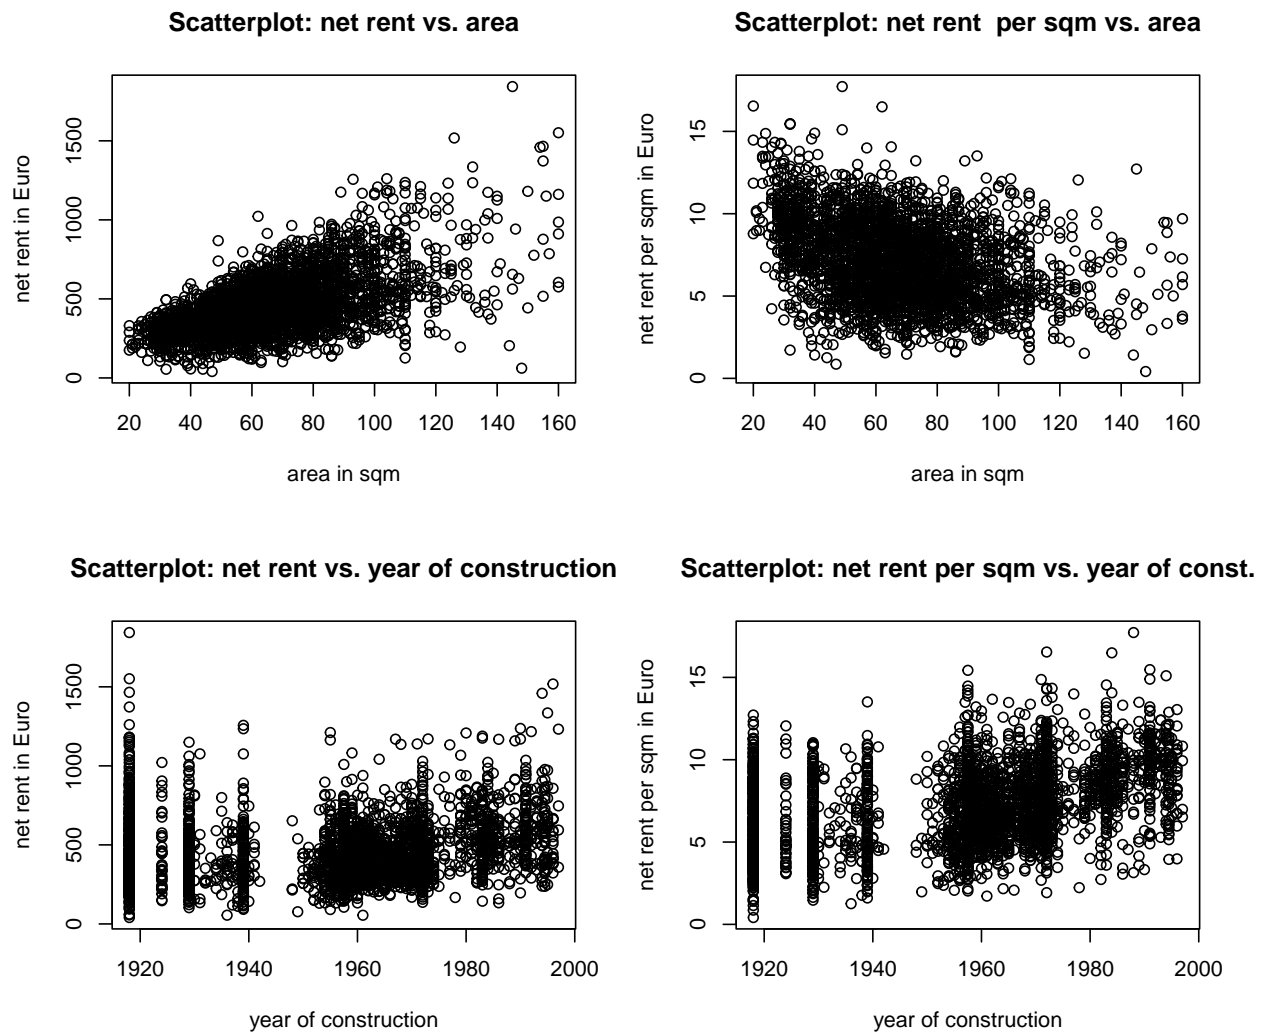 Scatterplot: net rent vs. area
net rent in Euro
1500
1000
500
0
20 40 60 80 100 120 140 160
area in sqm
Scatterplot: net rent  per sqm vs. area
net rent per sqm in Euro
15
10
5
0
20 40 60 80 100 120 140 160
area in sqm
Scatterplot: net rent vs. year of construction
net rent in Euro
1500
1000
500
0
1920 1940 1960 1980 2000
year of construction
Scatterplot: net rent per sqm vs. year of const.
net rent per sqm in Euro
15
10
5
0
1920 1940 1960 1980 2000
year of construction